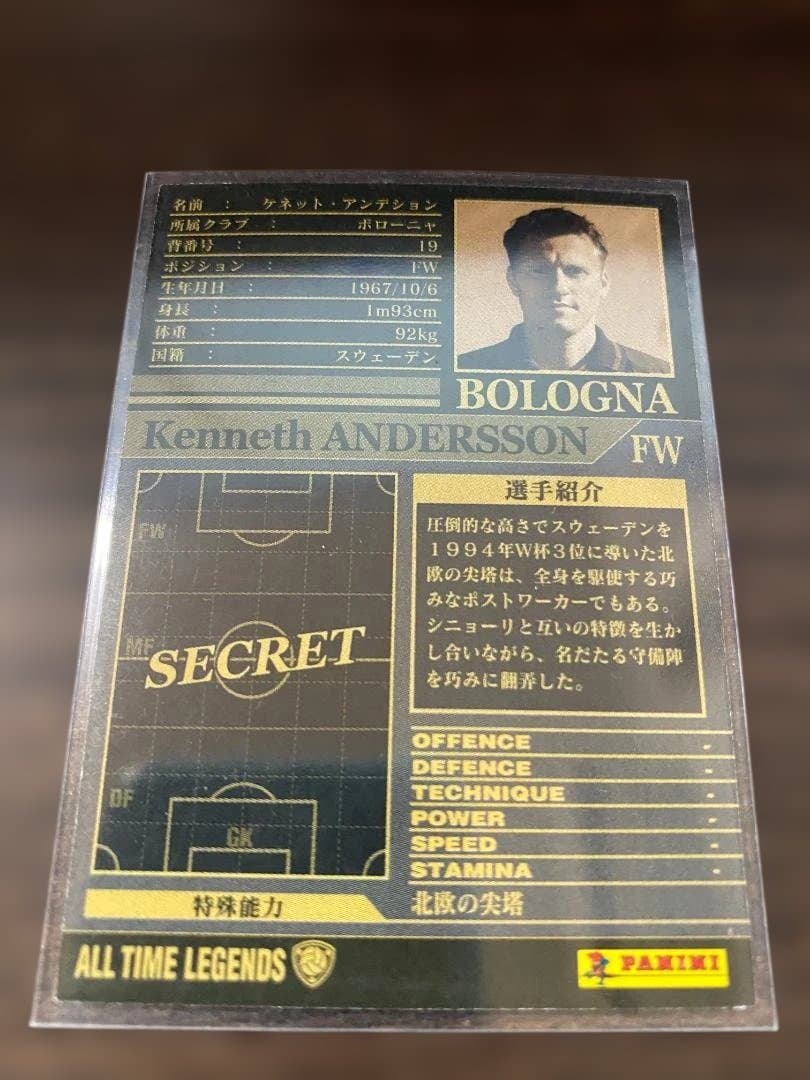 名前 ： ケネット・アンデション
所属クラブ ： ボローニャ
背番号 ： 19
ポジション ： FW
生年月日 ： 1967/10/6
身長 ： 1m93cm
体重 ： 92kg
国籍 ： スウェーデン
BOLOGNA
Kenneth ANDERSSON FW
選手紹介
圧倒的な高さでスウェーデンを
1994年W杯3位に導いた北
欧の尖塔は、全身を駆使する巧
みなポストワーカーでもある。
シニョーリと互いの特徴を生か
し合いながら、名だたる守備陣
を巧みに翻弄した。
FW
MF
SECRET
DF
GK
OFFENCE -
DEFENCE -
TECHNIQUE -
POWER -
SPEED -
STAMINA -
特殊能力 北欧の尖塔
ALL TIME LEGENDS
PANINI